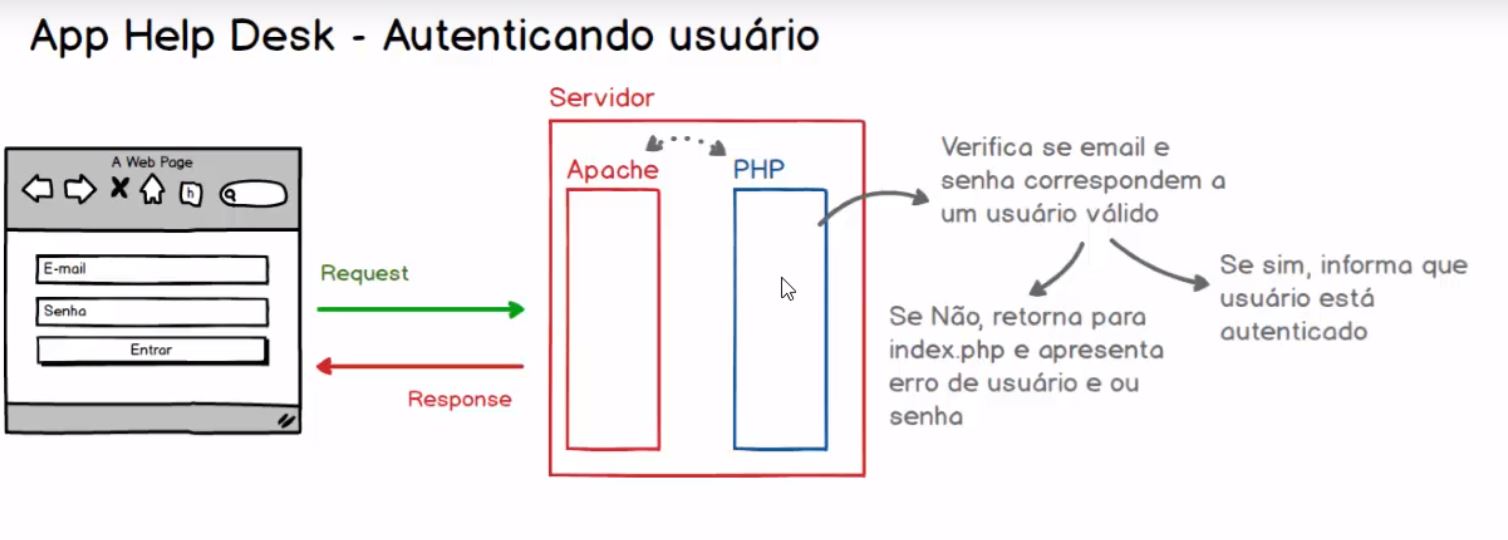 App Help Desk - Autenticando usuário
Servidor
A Web Page
h
E-mail
Senha
Entrar
Request
Response
Apache
PHP
Verifica se email e
senha correspondem a
um usuário válido
Se Não, retorna para
index.php e apresenta
erro de usuário e ou
senha
Se sim, informa que
usuário está
autenticado